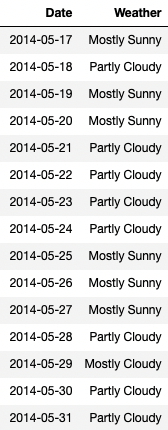 Date Weather
2014-05-17 Mostly Sunny
2014-05-18 Partly Cloudy
2014-05-19 Mostly Sunny
2014-05-20 Mostly Sunny
2014-05-21 Partly Cloudy
2014-05-22 Partly Cloudy
2014-05-23 Partly Cloudy
2014-05-24 Partly Cloudy
2014-05-25 Mostly Sunny
2014-05-26 Mostly Sunny
2014-05-27 Mostly Sunny
2014-05-28 Partly Cloudy
2014-05-29 Mostly Cloudy
2014-05-30 Partly Cloudy
2014-05-31 Partly Cloudy